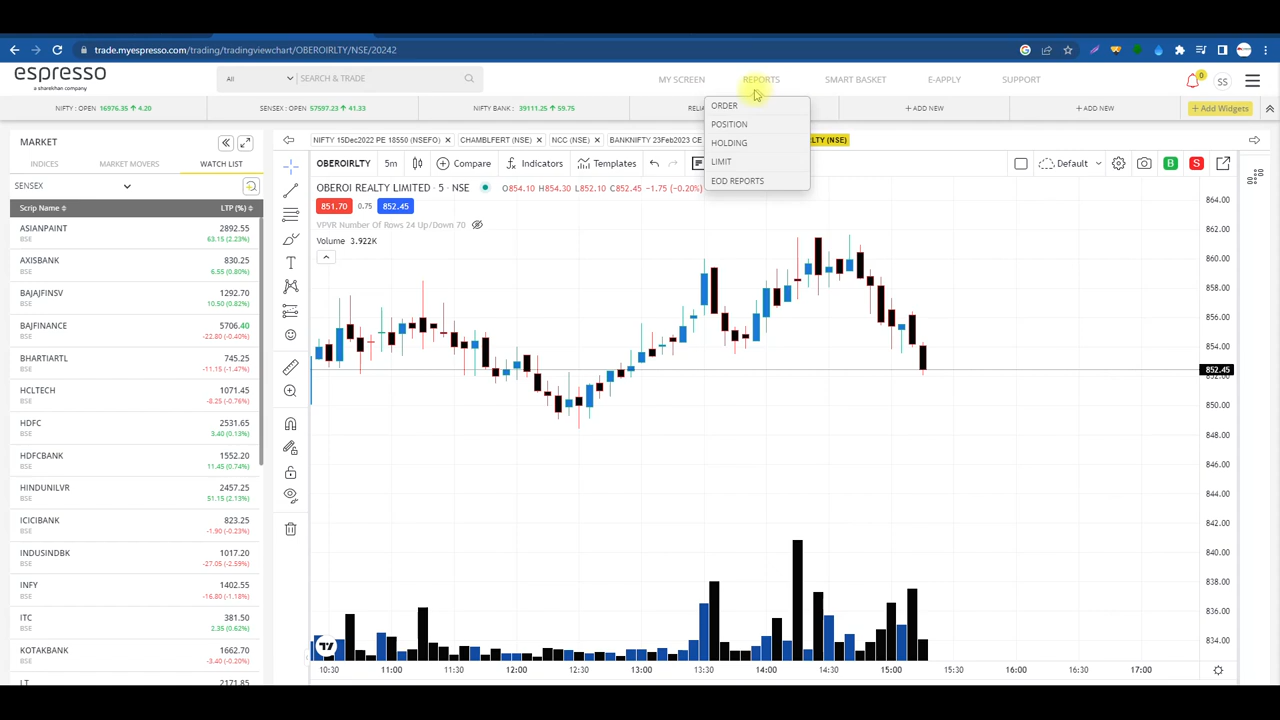 trade.myespresso.com/trading/tradingviewchart/OBEROIRLTY/NSE/20242
espresso
a sharekhan company
All
SEARCH & TRADE
MY SCREEN
REPORTS
SMART BASKET
E-APPLY
SUPPORT
0
SS
NIFTY : OPEN 16976.35 ↑ 4.20
SENSEX : OPEN 57597.23 ↑ 41.33
NIFTY BANK : 39111.25 ↑ 59.75
RELIA
+ ADD NEW
+ ADD NEW
+ Add Widgets
ORDER
POSITION
HOLDING
LIMIT
EOD REPORTS
MARKET
INDICES
MARKET MOVERS
WATCH LIST
SENSEX
Scrip Name
LTP (%)
ASIANPAINT 2892.55
BSE 63.15 (2.23%)
AXISBANK 830.25
BSE 6.55 (0.80%)
BAJAJFINSV 1292.70
BSE 10.50 (0.82%)
BAJFINANCE 5706.40
BSE -22.80 (-0.40%)
BHARTIARTL 745.25
BSE -11.15 (-1.47%)
HCLTECH 1071.45
BSE -8.25 (-0.76%)
HDFC 2531.65
BSE 3.40 (0.13%)
HDFCBANK 1552.20
BSE 11.45 (0.74%)
HINDUNILVR 2457.25
BSE 51.15 (2.13%)
ICICIBANK 823.25
BSE -1.90 (-0.23%)
INDUSINDBK 1017.20
BSE -27.05 (-2.59%)
INFY 1402.55
BSE -16.80 (-1.18%)
ITC 381.50
BSE 2.35 (0.62%)
KOTAKBANK 1662.70
BSE -3.40 (-0.20%)
LT 2171.85
NIFTY 15Dec2022 PE 18550 (NSEFO) ×
CHAMBLFERT (NSE) ×
NCC (NSE) ×
BANKNIFTY 23Feb2023 CE
RLTY (NSE)
OBEROIRLTY
5m
Compare
Indicators
Templates
Default
B
S
OBEROI REALTY LIMITED · 5 · NSE
O854.10 H854.30 L852.10 C852.45 -1.75 (-0.20%)
851.70 0.75 852.45
VPVR Number Of Rows 24 Up/Down 70
Volume 3.922K
864.00
862.00
860.00
858.00
856.00
854.00
852.45
852.00
850.00
848.00
846.00
844.00
842.00
840.00
838.00
836.00
834.00
10:30 11:00 11:30 12:00 12:30 13:00 13:30 14:00 14:30 15:00 15:30 16:00 16:30 17:00